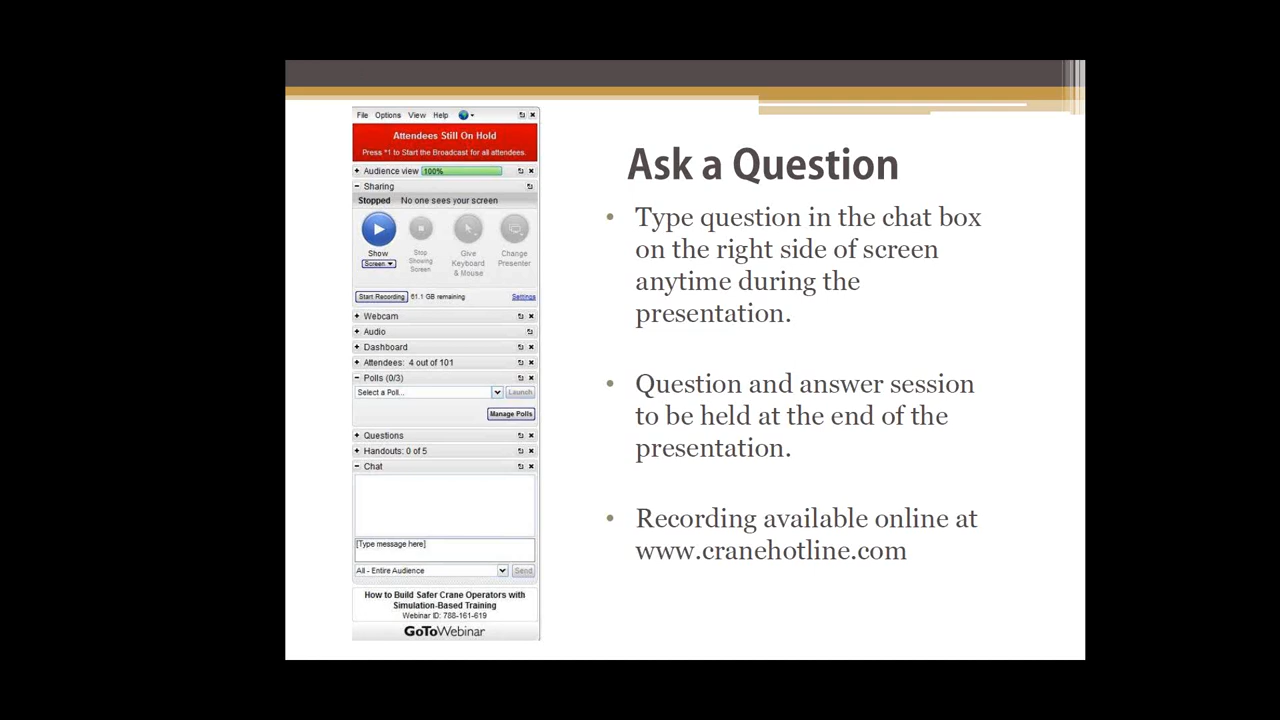 File Options View Help
Attendees Still On Hold
Press *1 to Start the Broadcast for all attendees.
Audience view 100%
Sharing
Stopped No one sees your screen
Show
Screen
Stop
Showing
Screen
Give
Keyboard
& Mouse
Change
Presenter
Start Recording 61.1 GB remaining Settings
Webcam
Audio
Dashboard
Attendees: 4 out of 101
Polls (0/3)
Select a Poll... Launch
Manage Polls
Questions
Handouts: 0 of 5
Chat
[Type message here]
All - Entire Audience Send
How to Build Safer Crane Operators with
Simulation-Based Training
Webinar ID: 788-161-619
GoToWebinar
Ask a Question
• Type question in the chat box
on the right side of screen
anytime during the
presentation.
• Question and answer session
to be held at the end of the
presentation.
• Recording available online at
www.cranehotline.com